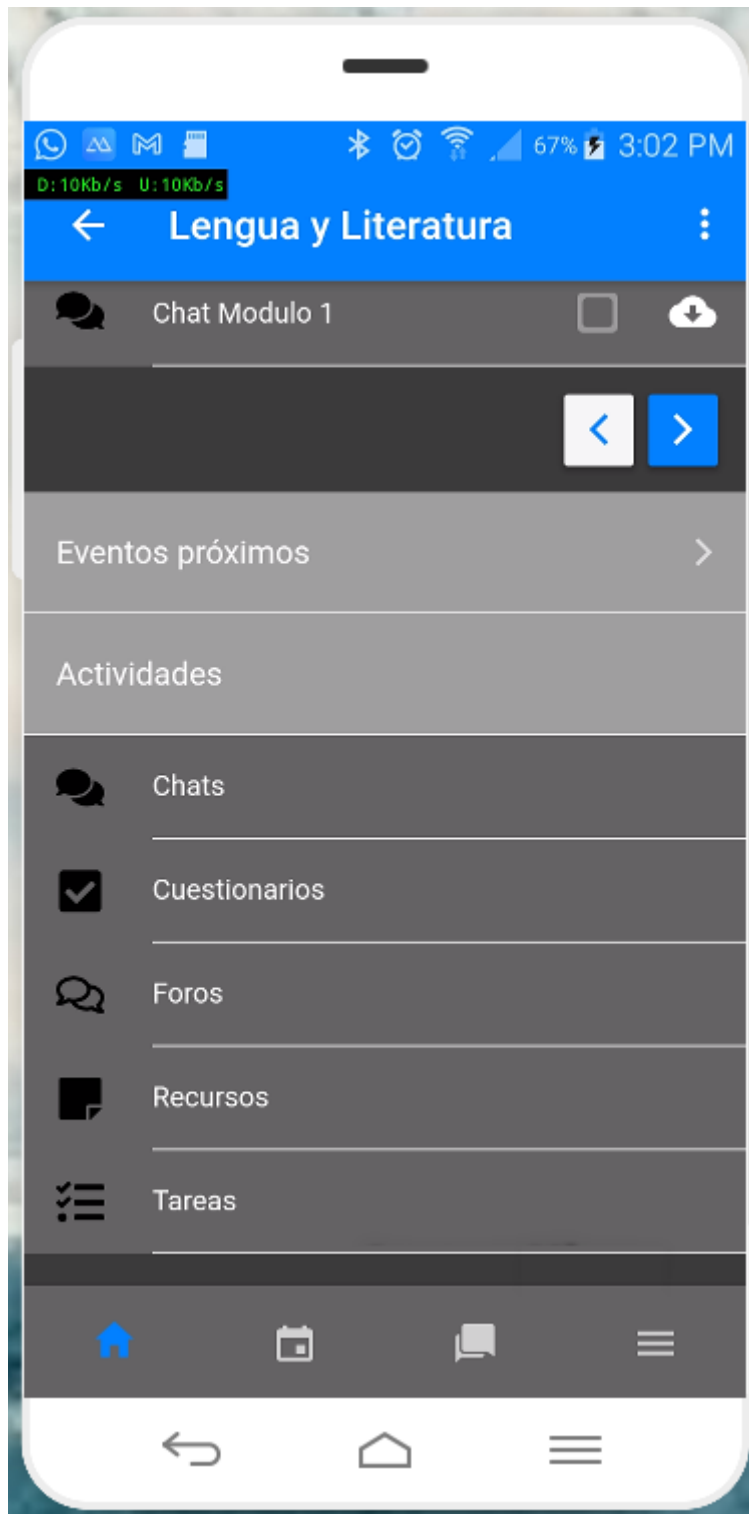 67% 3:02 PM
D:10Kb/s U:10Kb/s
Lengua y Literatura
Chat Modulo 1
Eventos próximos
Actividades
Chats
Cuestionarios
Foros
Recursos
Tareas